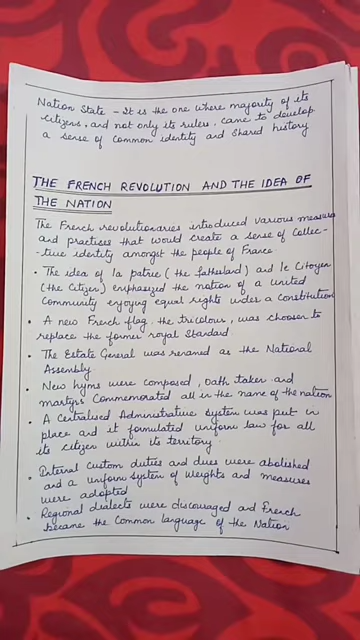 Nation State - It is the one where majority of its
citizens, and not only its rulers, came to develop
a sense of common identity and shared history
THE FRENCH REVOLUTION AND THE IDEA OF
THE NATION
The French revolutionaries introduced various measures
and practices that would create a sense of Collec-
-tive identity amongst the people of France
• The idea of la patrie (the fatherland) and le Citoyen
(the Citizen) emphasized the notion of a united
Community enjoying equal rights under a Constitution
• A new French flag, the tricolour, was choosen to
replace the former royal Standard.
• The Estate General was renamed as the National
Assembly.
• New hyms were composed, Oath taken and
martyrs Commemorated all in the name of the nation
• A Centralised Administrative System was put in
place and it formulated uniform law for all
its citizen within its territory
• Internal Custom duties and dues were abolished
and a uniform System of Weights and measures
were adopted
• Regional dialects were discouraged and French
became the Common language of the Nation